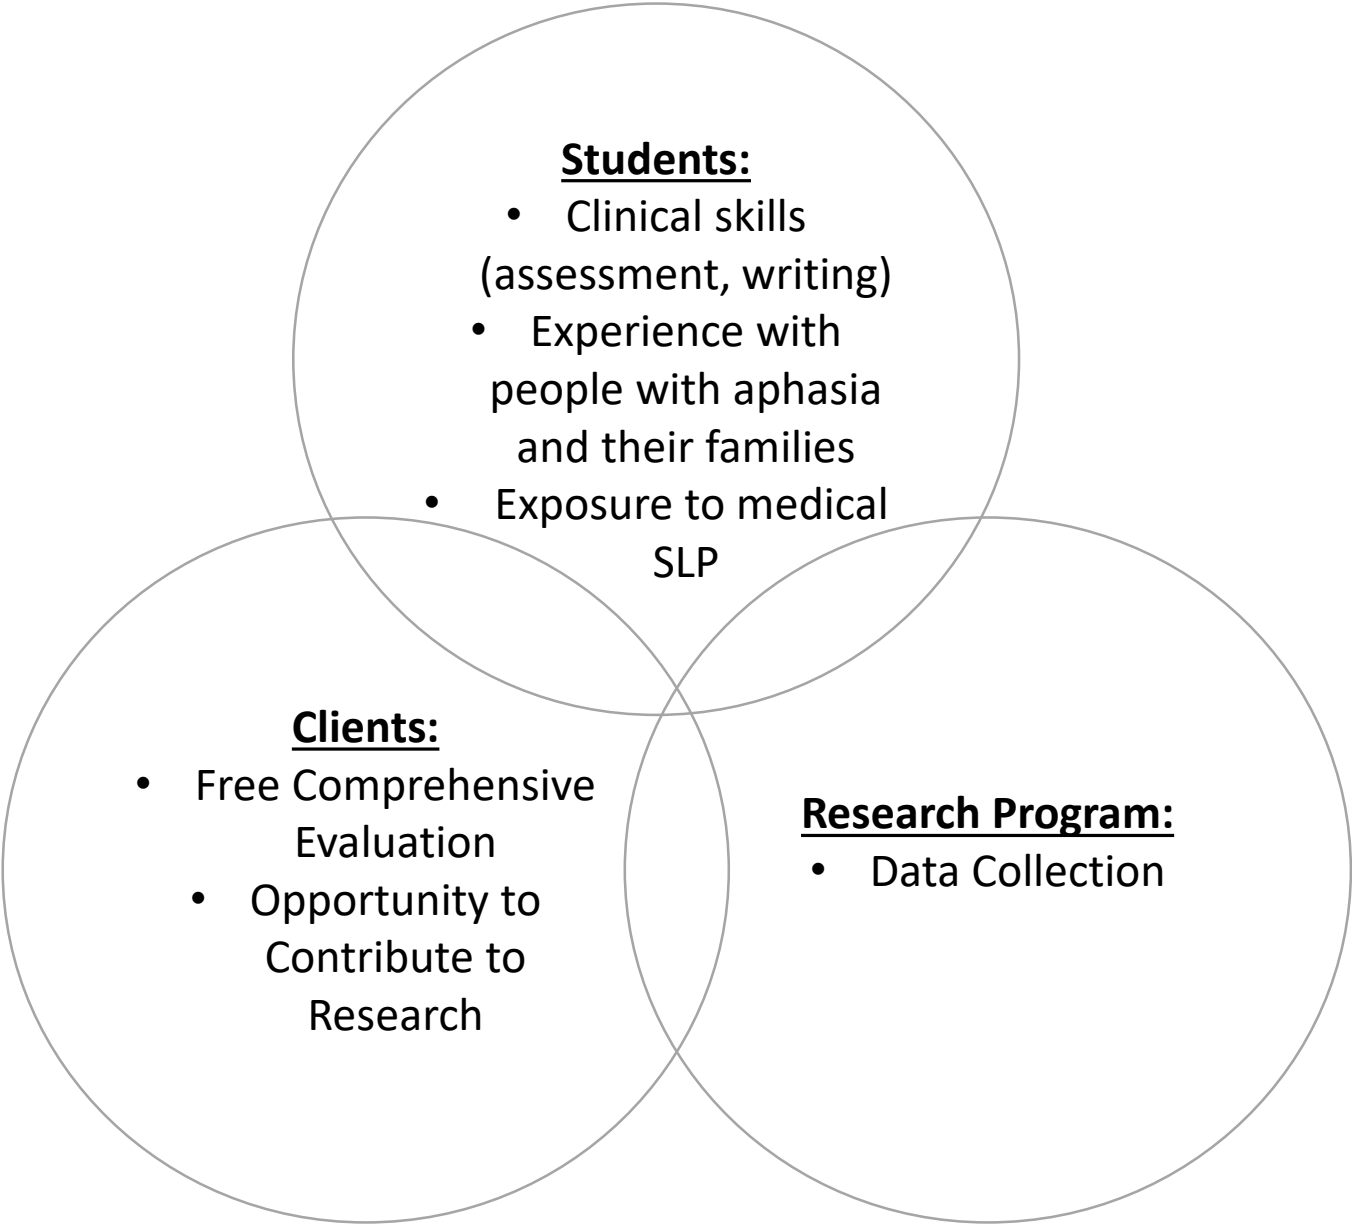 Students:
• Clinical skills
(assessment, writing)
• Experience with
people with aphasia
and their families
• Exposure to medical
SLP
Clients:
• Free Comprehensive
Evaluation
• Opportunity to
Contribute to
Research
Research Program:
• Data Collection